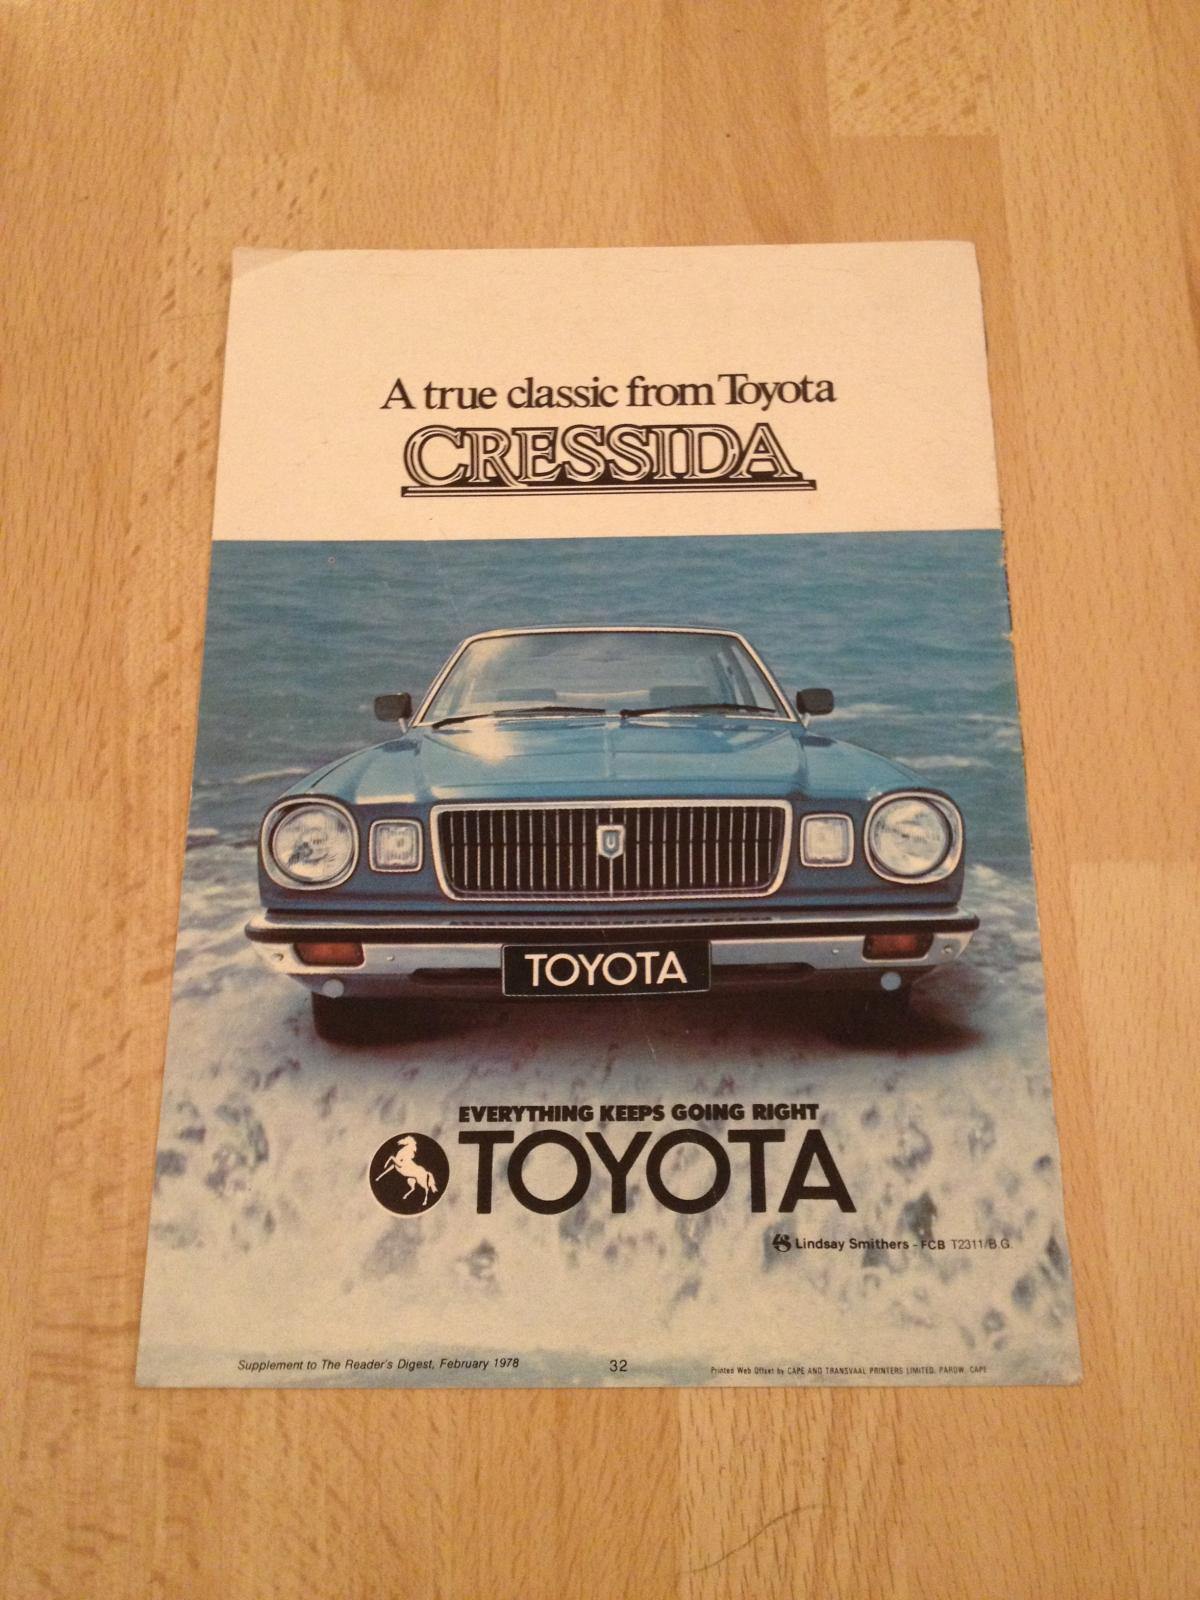 A true classic from Toyota
CRESSIDA
TOYOTA
EVERYTHING KEEPS GOING RIGHT
TOYOTA
Lindsay Smithers - FCB T2311/B.G.
Supplement to The Reader's Digest, February 1978
32
Printed Web Offset by CAPE AND TRANSVAAL PRINTERS LIMITED, PAROW, CAPE